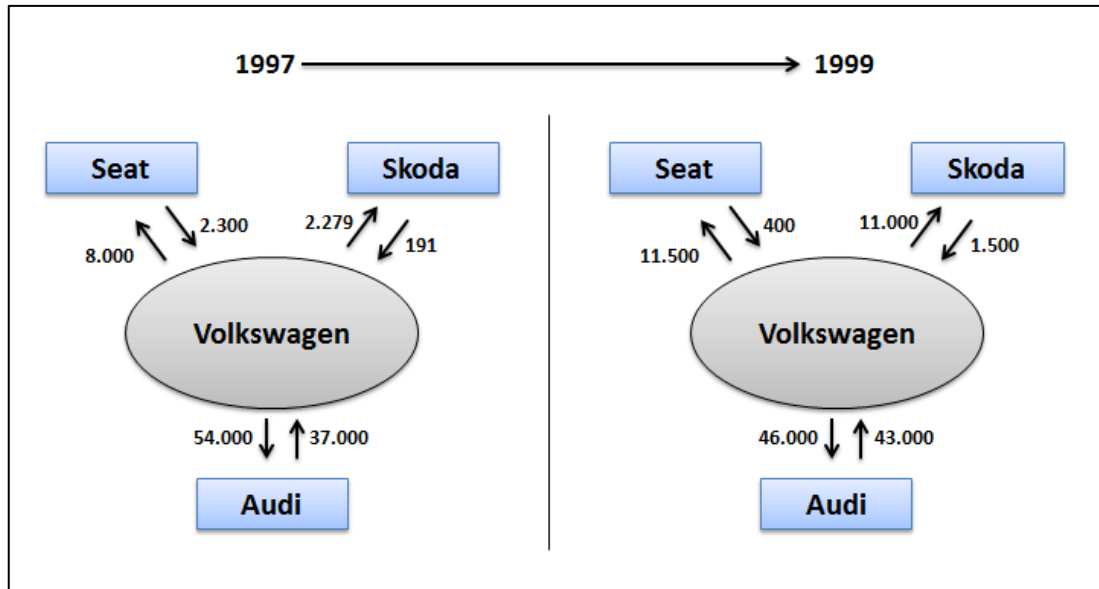 1997 1999
Seat Skoda Seat Skoda
2.300 2.279 400 11.000
8.000 191 11.500 1.500
Volkswagen Volkswagen
54.000 37.000 46.000 43.000
Audi Audi